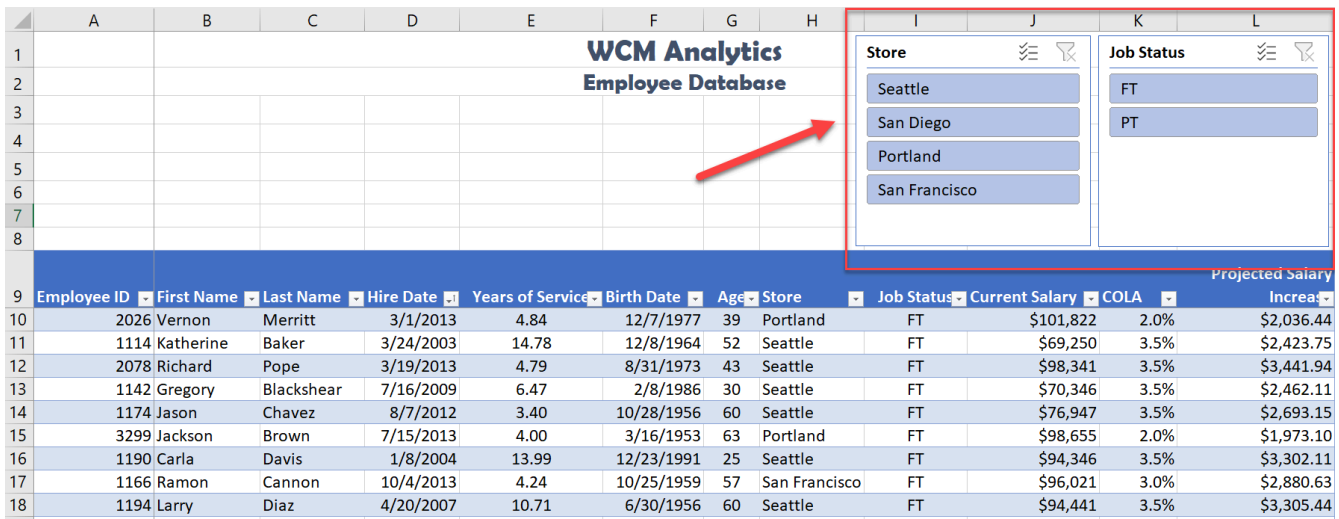 A B C D E F G H I J K L
1 WCM Analytics
2 Employee Database
3
4
5
6
7
8
Store
Seattle
San Diego
Portland
San Francisco
Job Status
FT
PT
Projected Salary
9 Employee ID First Name Last Name Hire Date Years of Service Birth Date Age Store Job Status Current Salary COLA Increas
10 2026 Vernon Merritt 3/1/2013 4.84 12/7/1977 39 Portland FT $101,822 2.0% $2,036.44
11 1114 Katherine Baker 3/24/2003 14.78 12/8/1964 52 Seattle FT $69,250 3.5% $2,423.75
12 2078 Richard Pope 3/19/2013 4.79 8/31/1973 43 Seattle FT $98,341 3.5% $3,441.94
13 1142 Gregory Blackshear 7/16/2009 6.47 2/8/1986 30 Seattle FT $70,346 3.5% $2,462.11
14 1174 Jason Chavez 8/7/2012 3.40 10/28/1956 60 Seattle FT $76,947 3.5% $2,693.15
15 3299 Jackson Brown 7/15/2013 4.00 3/16/1953 63 Portland FT $98,655 2.0% $1,973.10
16 1190 Carla Davis 1/8/2004 13.99 12/23/1991 25 Seattle FT $94,346 3.5% $3,302.11
17 1166 Ramon Cannon 10/4/2013 4.24 10/25/1959 57 San Francisco FT $96,021 3.0% $2,880.63
18 1194 Larry Diaz 4/20/2007 10.71 6/30/1956 60 Seattle FT $94,441 3.5% $3,305.44